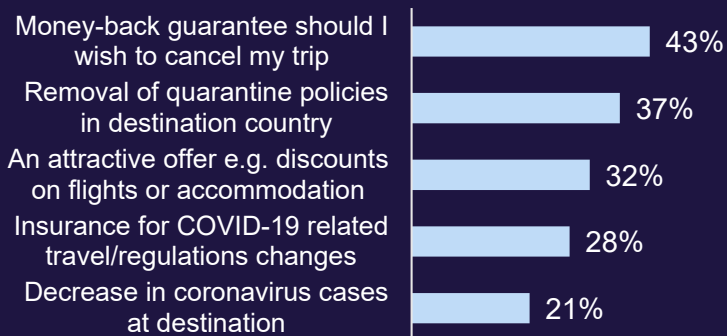 Money-back guarantee should I
wish to cancel my trip
43%
Removal of quarantine policies
in destination country
37%
An attractive offer e.g. discounts
on flights or accommodation
32%
Insurance for COVID-19 related
travel/regulations changes
28%
Decrease in coronavirus cases
at destination
21%